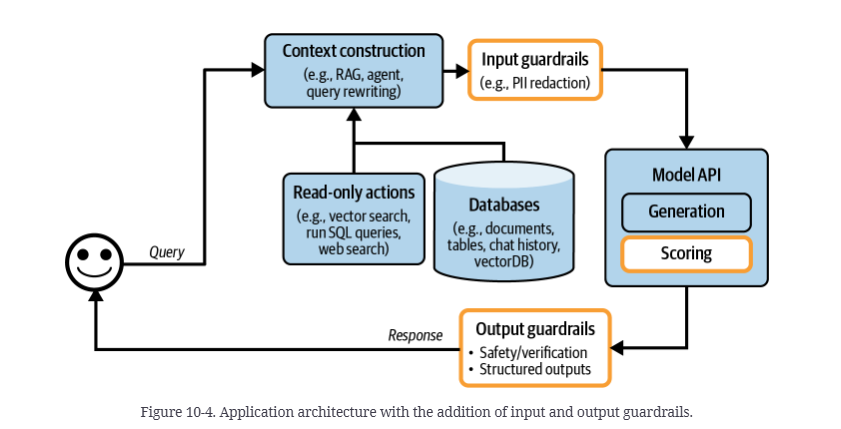 Context construction
(e.g., RAG, agent,
query rewriting)
Input guardrails
(e.g., PII redaction)
Model API
Generation
Scoring
Read-only actions
(e.g., vector search,
run SQL queries,
web search)
Databases
(e.g., documents,
tables, chat history,
vectorDB)
Query
Response
Output guardrails
• Safety/verification
• Structured outputs
Figure 10-4. Application architecture with the addition of input and output guardrails.